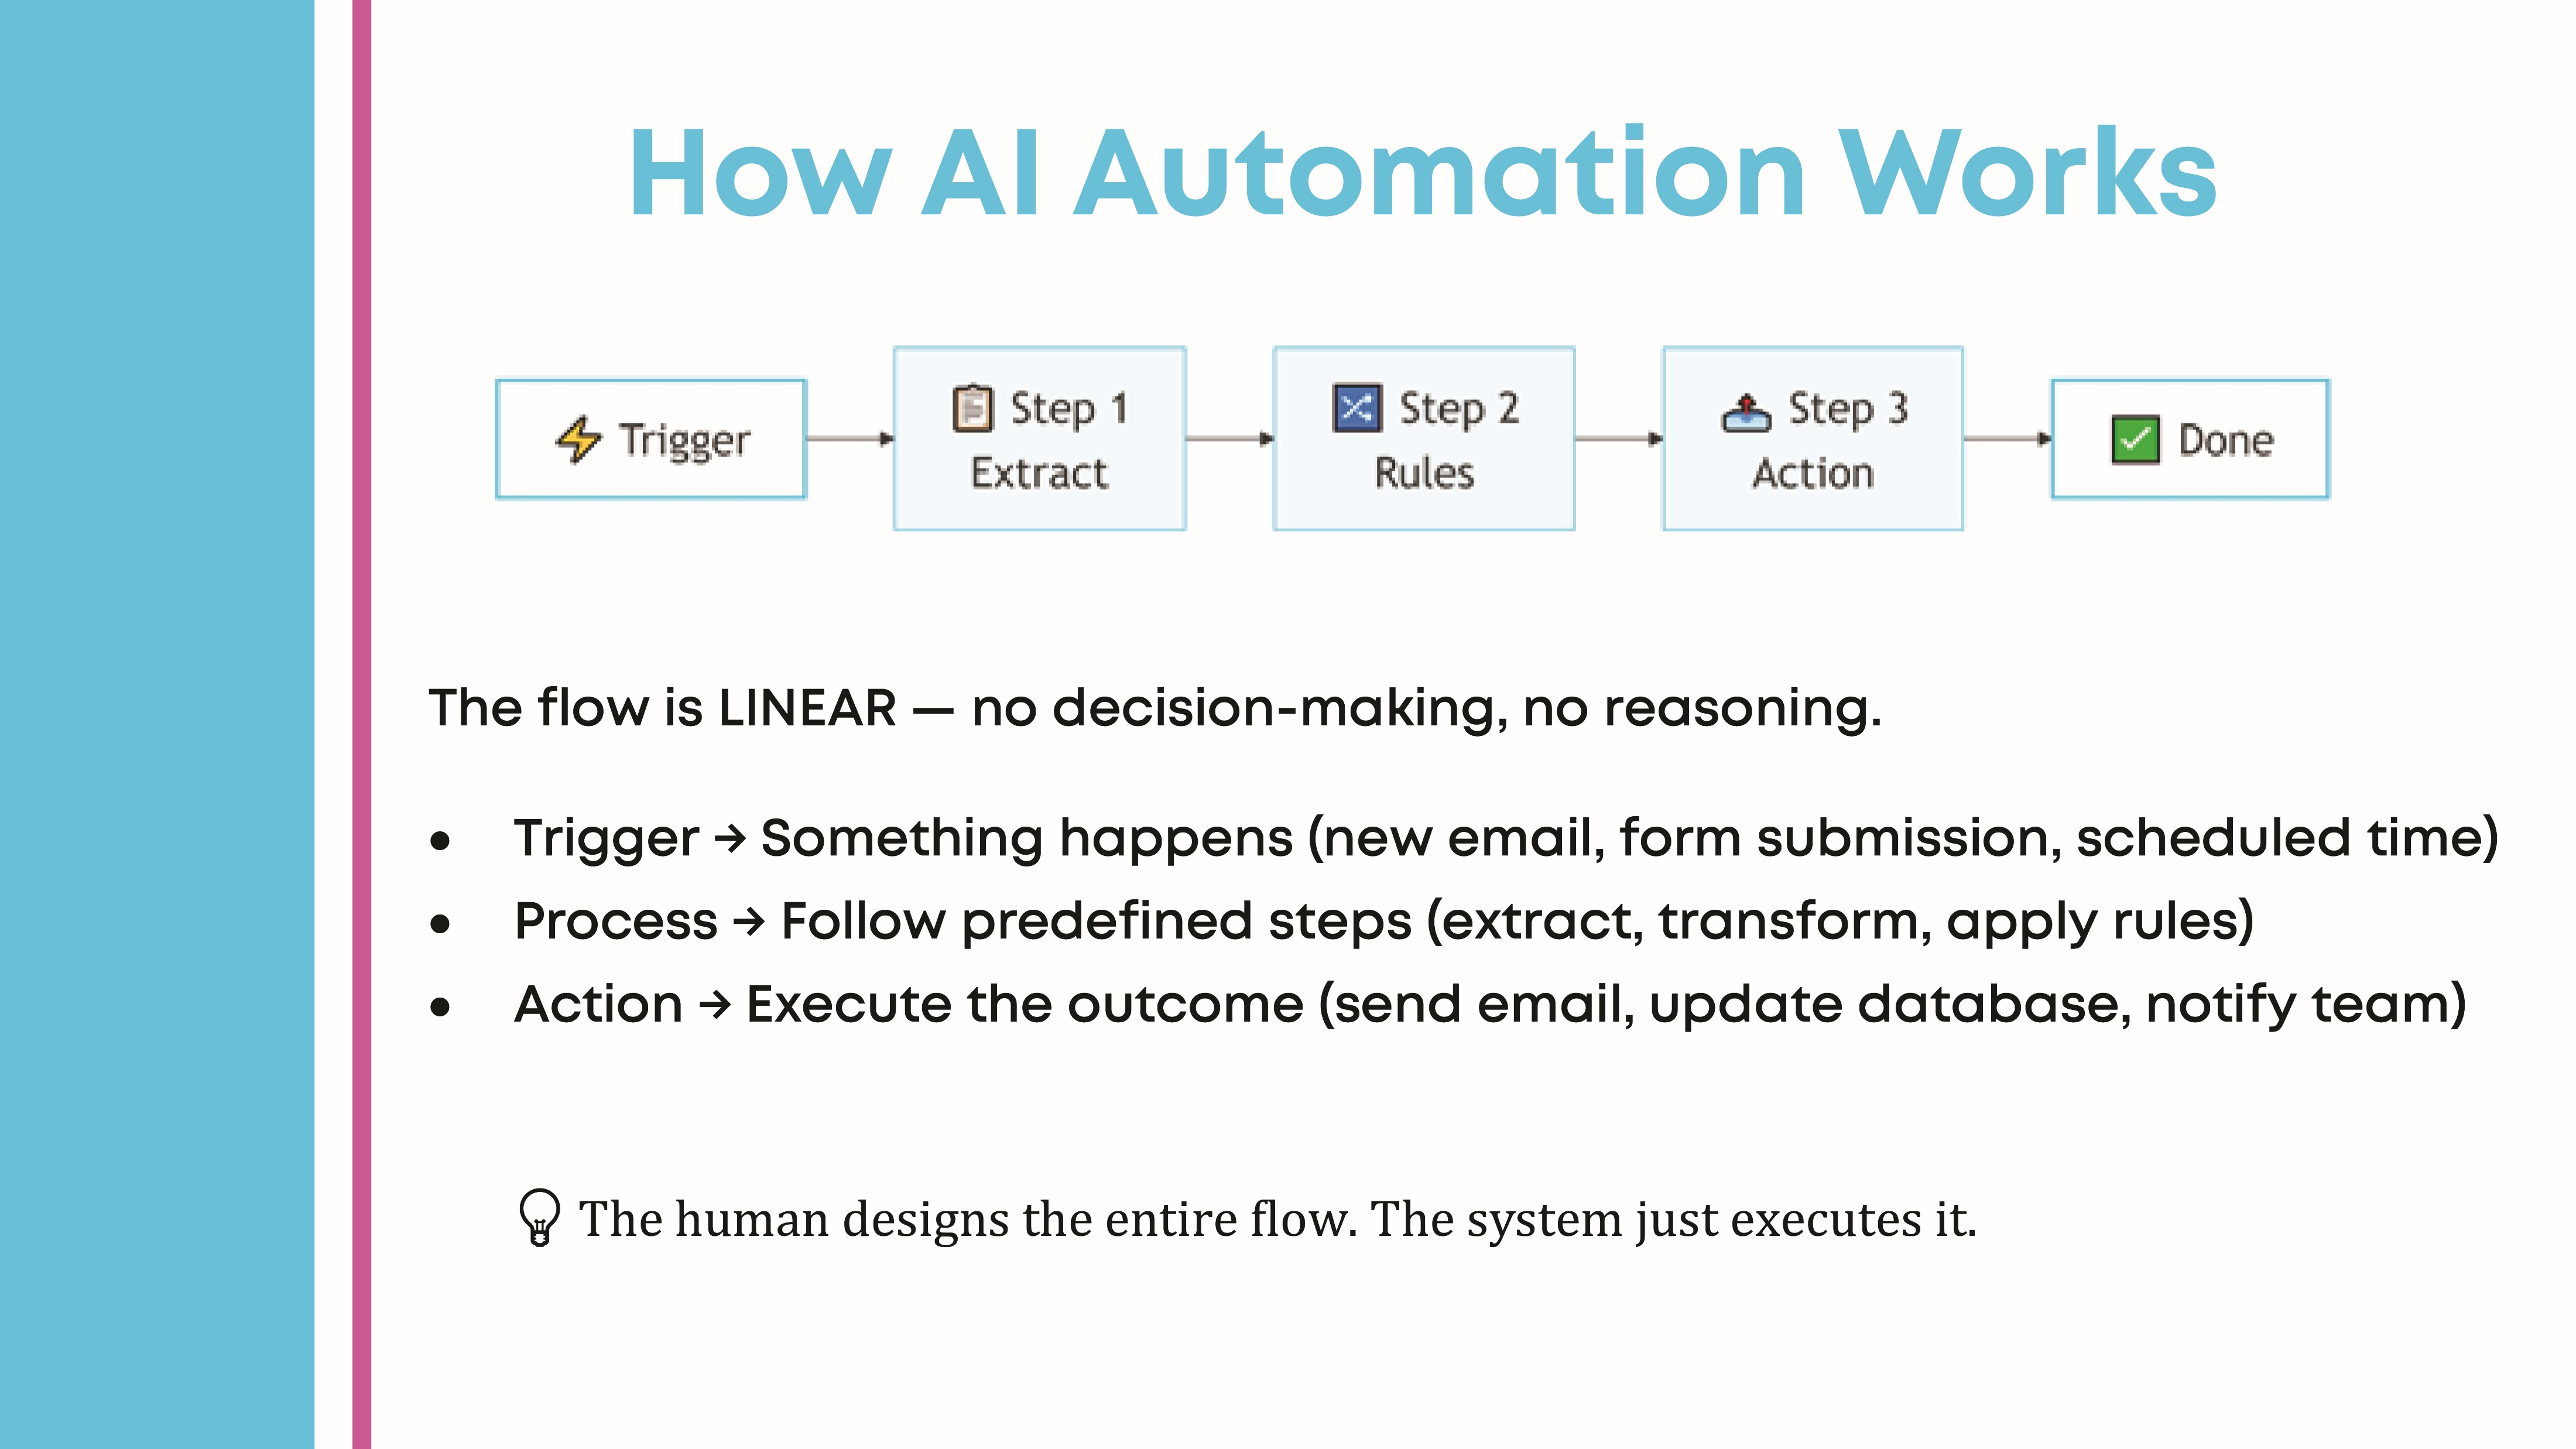 How AI Automation Works
⚡ Trigger
📋 Step 1
Extract
🔀 Step 2
Rules
📤 Step 3
Action
✅ Done
The flow is LINEAR — no decision-making, no reasoning.
• Trigger → Something happens (new email, form submission, scheduled time)
• Process → Follow predefined steps (extract, transform, apply rules)
• Action → Execute the outcome (send email, update database, notify team)
💡 The human designs the entire flow. The system just executes it.